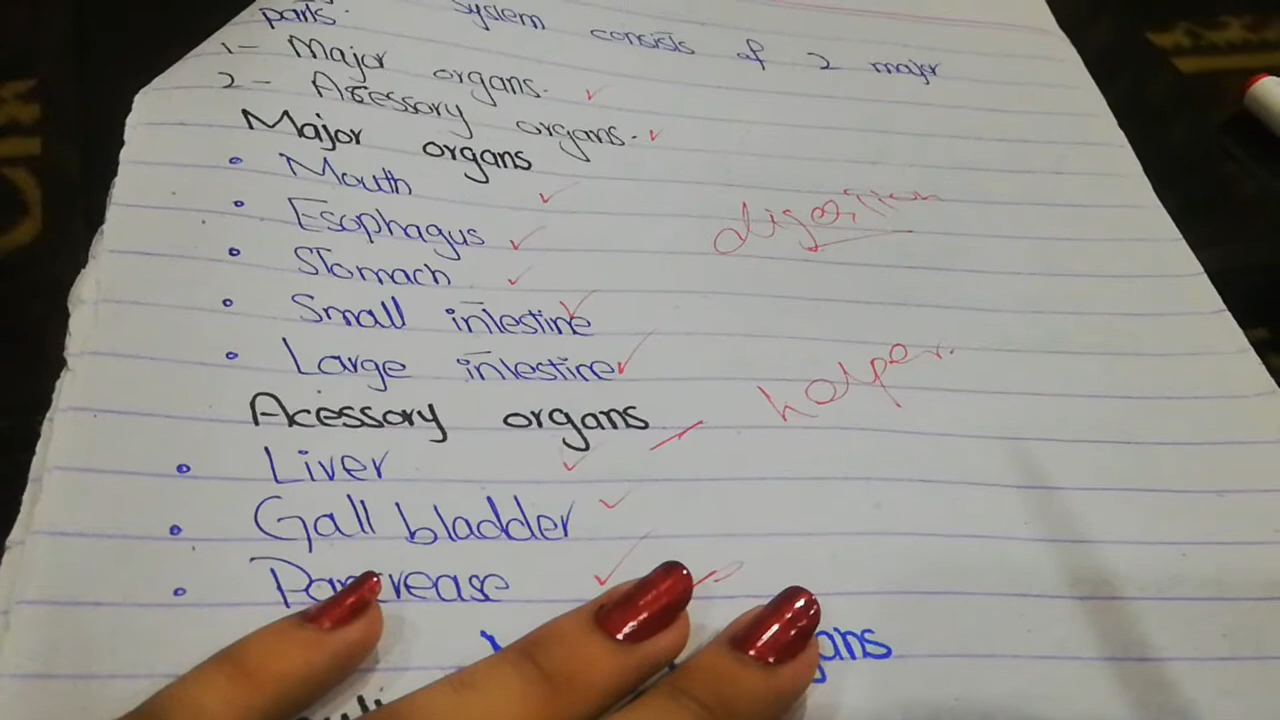 parts. System consists of 2 major
1- Major organs.
2- Acessory organs.
Major organs
• Mouth
• Esophagus
digestion
• Stomach
• Small intestine
• Large intestine
helper.
Acessory organs
• Liver
• Gall bladder
• Pancrease